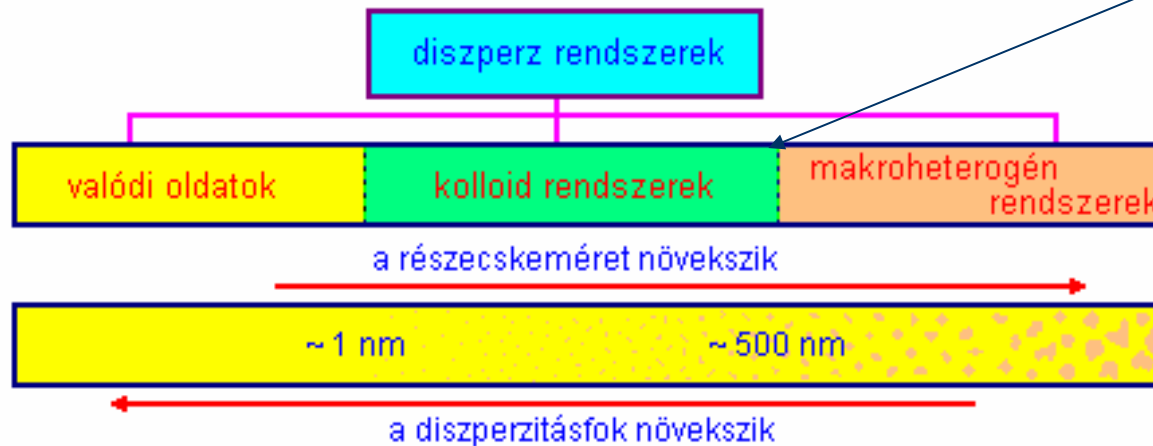 diszperz rendszerek
valódi oldatok
kolloid rendszerek
makroheterogén
rendszerek
a részecskeméret növekszik
~1 nm
~500 nm
a diszperzitásfok növekszik